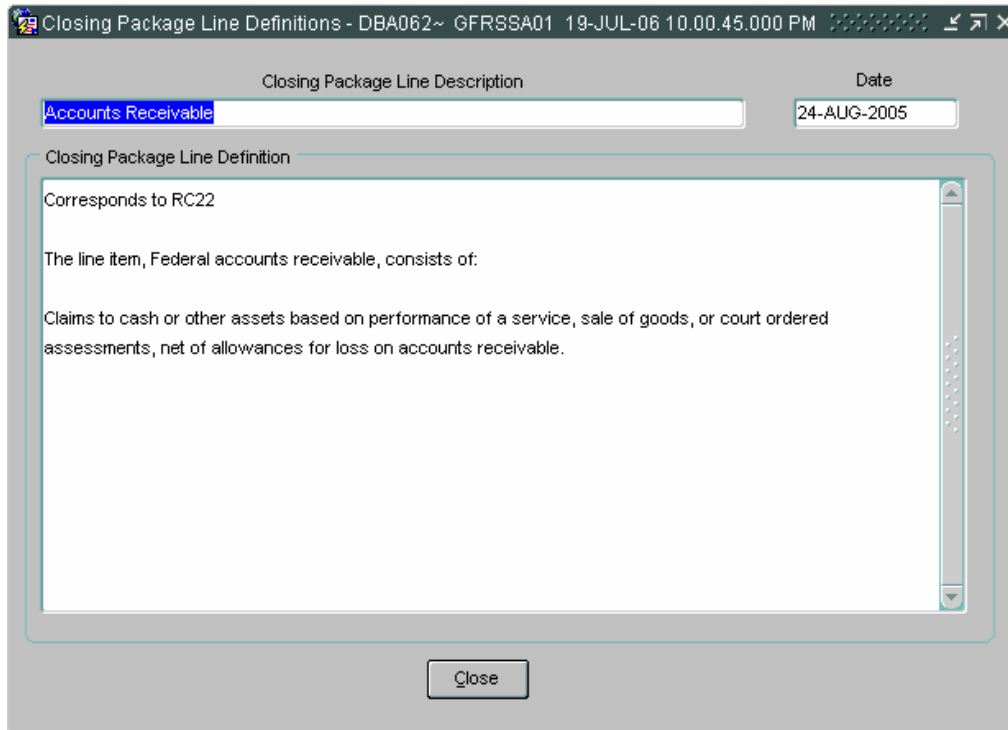 Closing Package Line Definitions - DBA062~ GFRSSA01 19-JUL-06 10.00.45.000 PM
Closing Package Line Description
Date
Accounts Receivable
24-AUG-2005
Closing Package Line Definition
Corresponds to RC22
The line item, Federal accounts receivable, consists of:
Claims to cash or other assets based on performance of a service, sale of goods, or court ordered
assessments, net of allowances for loss on accounts receivable.
Close